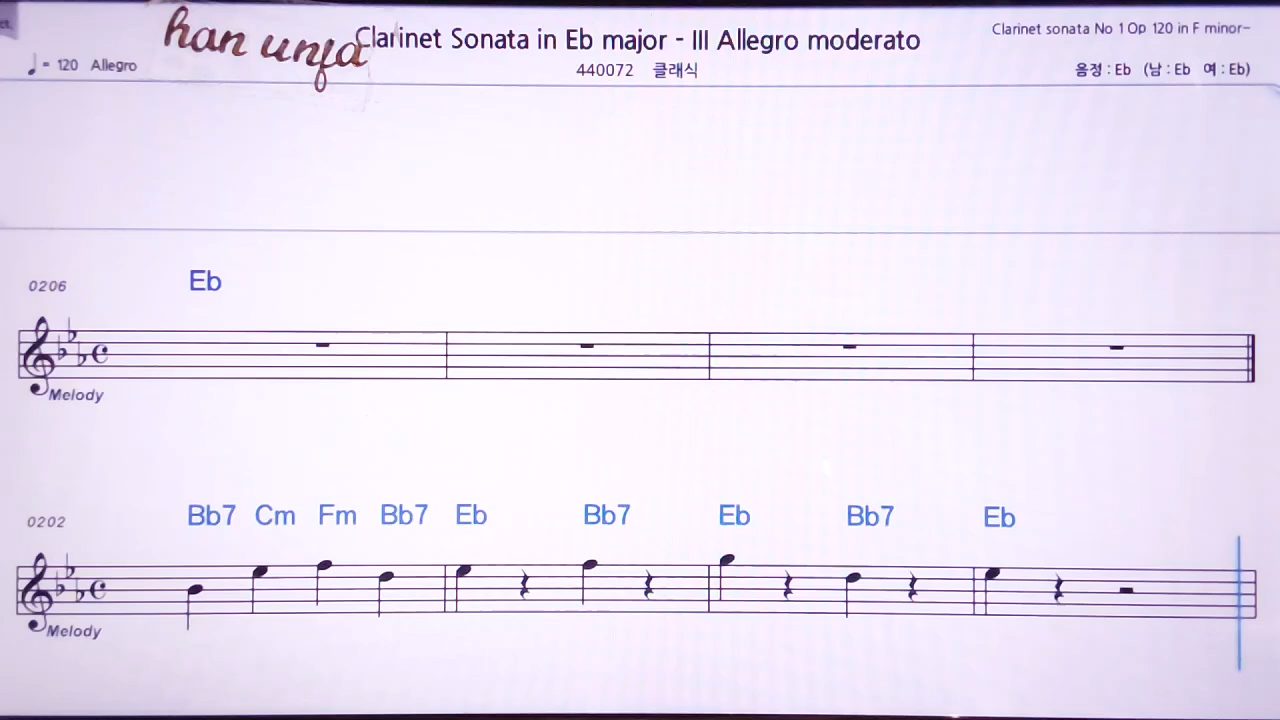 han unfa
Clarinet Sonata in Eb major - III Allegro moderato
Clarinet sonata No 1 Op 120 in F minor-
= 120 Allegro
440072 클래식
음정 : Eb (남 : Eb 여 : Eb)
0206
Eb
Melody
0202
Bb7 Cm Fm Bb7 Eb Bb7 Eb Bb7 Eb
Melody